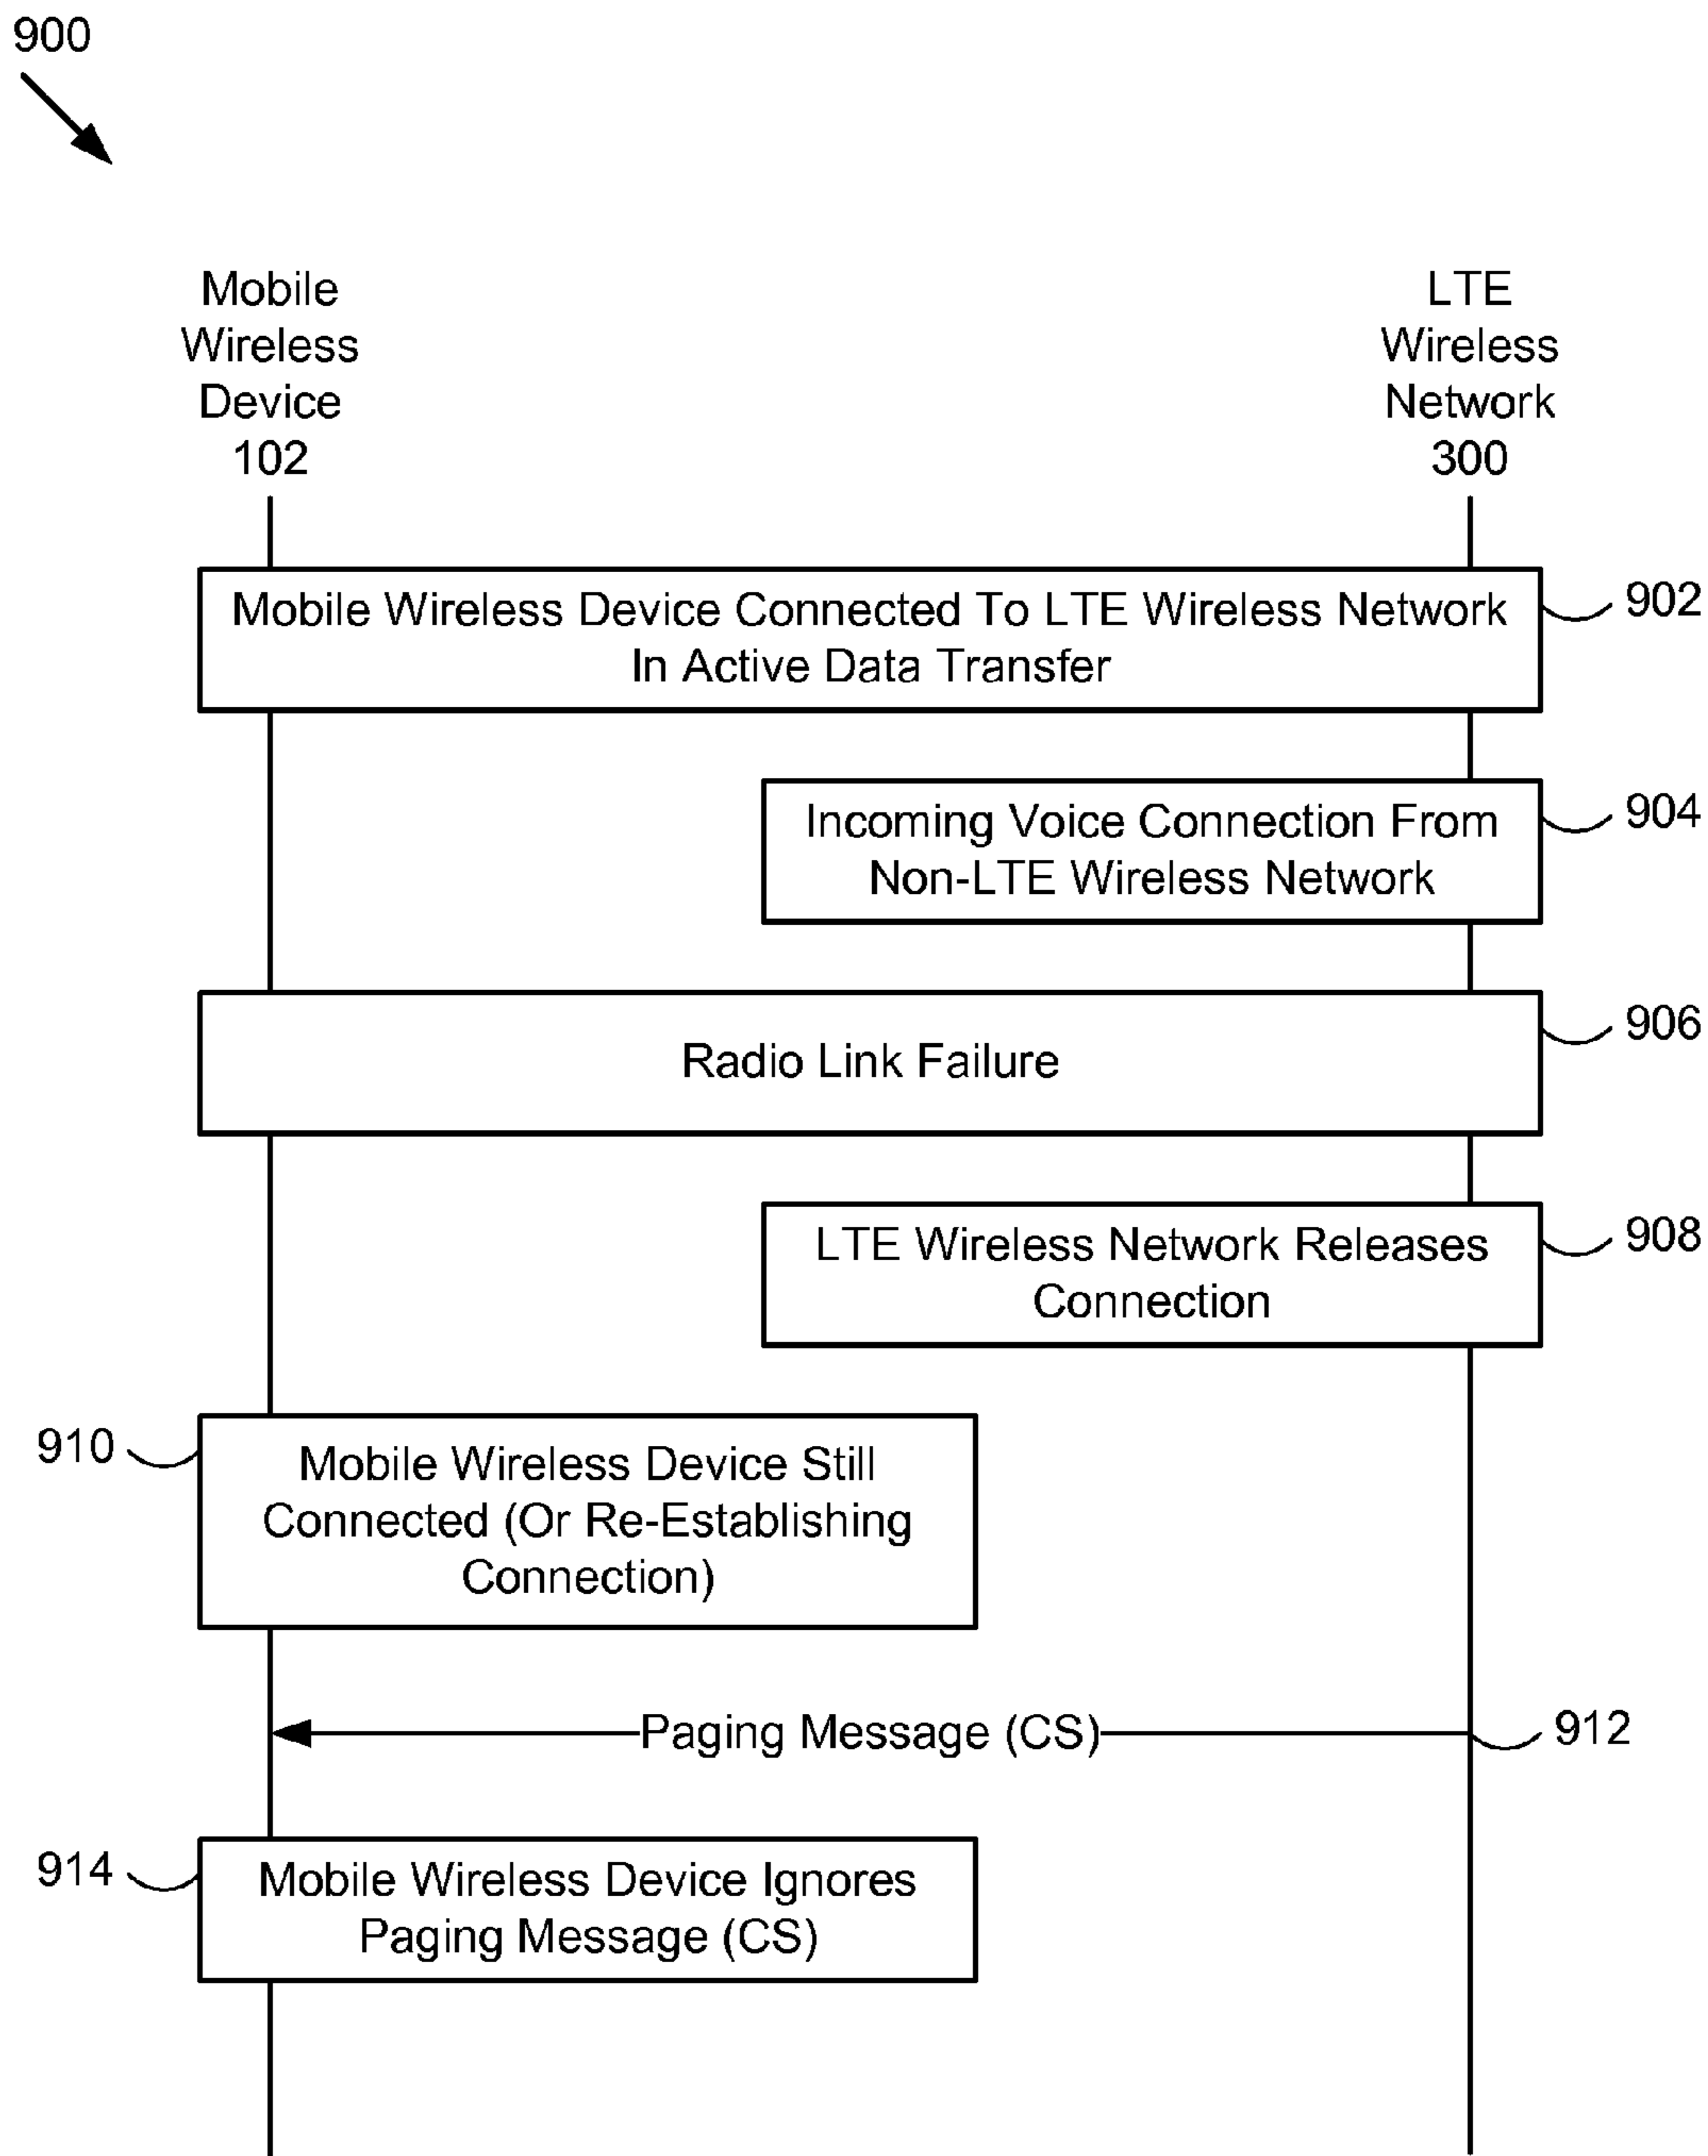 900
Mobile
Wireless
Device
102
LTE
Wireless
Network
300
Mobile Wireless Device Connected To LTE Wireless Network
In Active Data Transfer
902
Incoming Voice Connection From
Non-LTE Wireless Network
904
Radio Link Failure
906
LTE Wireless Network Releases
Connection
908
910
Mobile Wireless Device Still
Connected (Or Re-Establishing
Connection)
Paging Message (CS)
912
914
Mobile Wireless Device Ignores
Paging Message (CS)